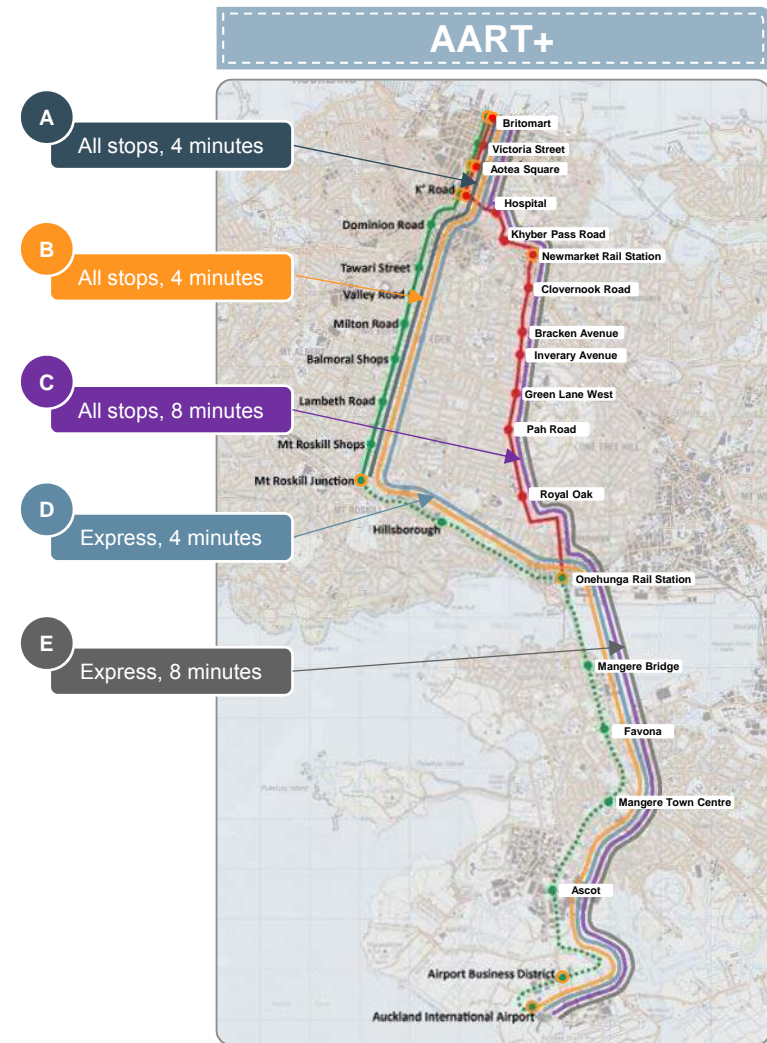 AART+
A
All stops, 4 minutes
B
All stops, 4 minutes
C
All stops, 8 minutes
D
Express, 4 minutes
E
Express, 8 minutes
Britomart
Victoria Street
Aotea Square
K' Road
Hospital
Dominion Road
Khyber Pass Road
Newmarket Rail Station
Tawari Street
Clovernook Road
Valley Road
Milton Road
Bracken Avenue
Inverary Avenue
Balmoral Shops
Green Lane West
Lambeth Road
Pah Road
Mt Roskill Shops
Mt Roskill Junction
Royal Oak
MT ROSKILL
Hillsborough
Onehunga Rail Station
Mangere Bridge
Favona
Mangere Town Centre
Ascot
Airport Business District
Auckland International Airport